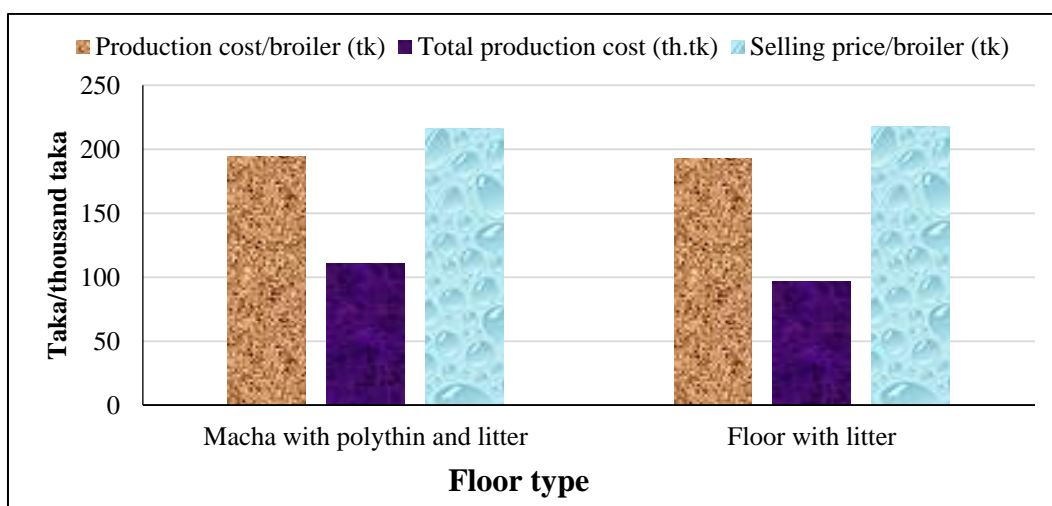 Production cost/broiler (tk) Total production cost (th.tk) Selling price/broiler (tk)
250
200
150
100
50
0
Taka/thousand taka
Macha with polythin and litter Floor with litter
Floor type